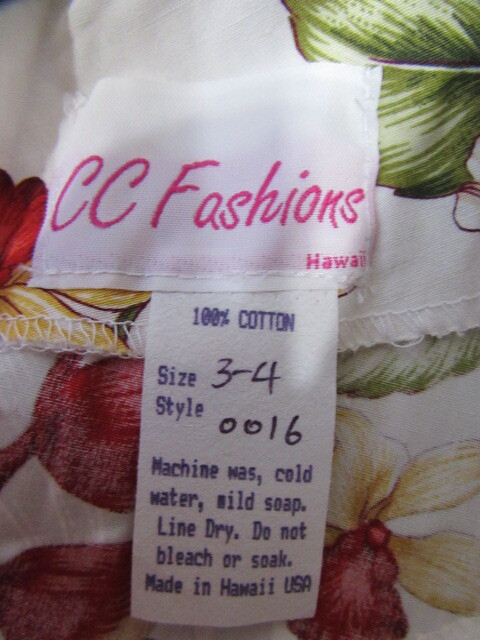 CC Fashions
Hawaii
100% COTTON
Size 3-4
Style 0016
Machine was, cold
water, mild soap.
Line Dry. Do not
bleach or soak.
Made in Hawaii USA